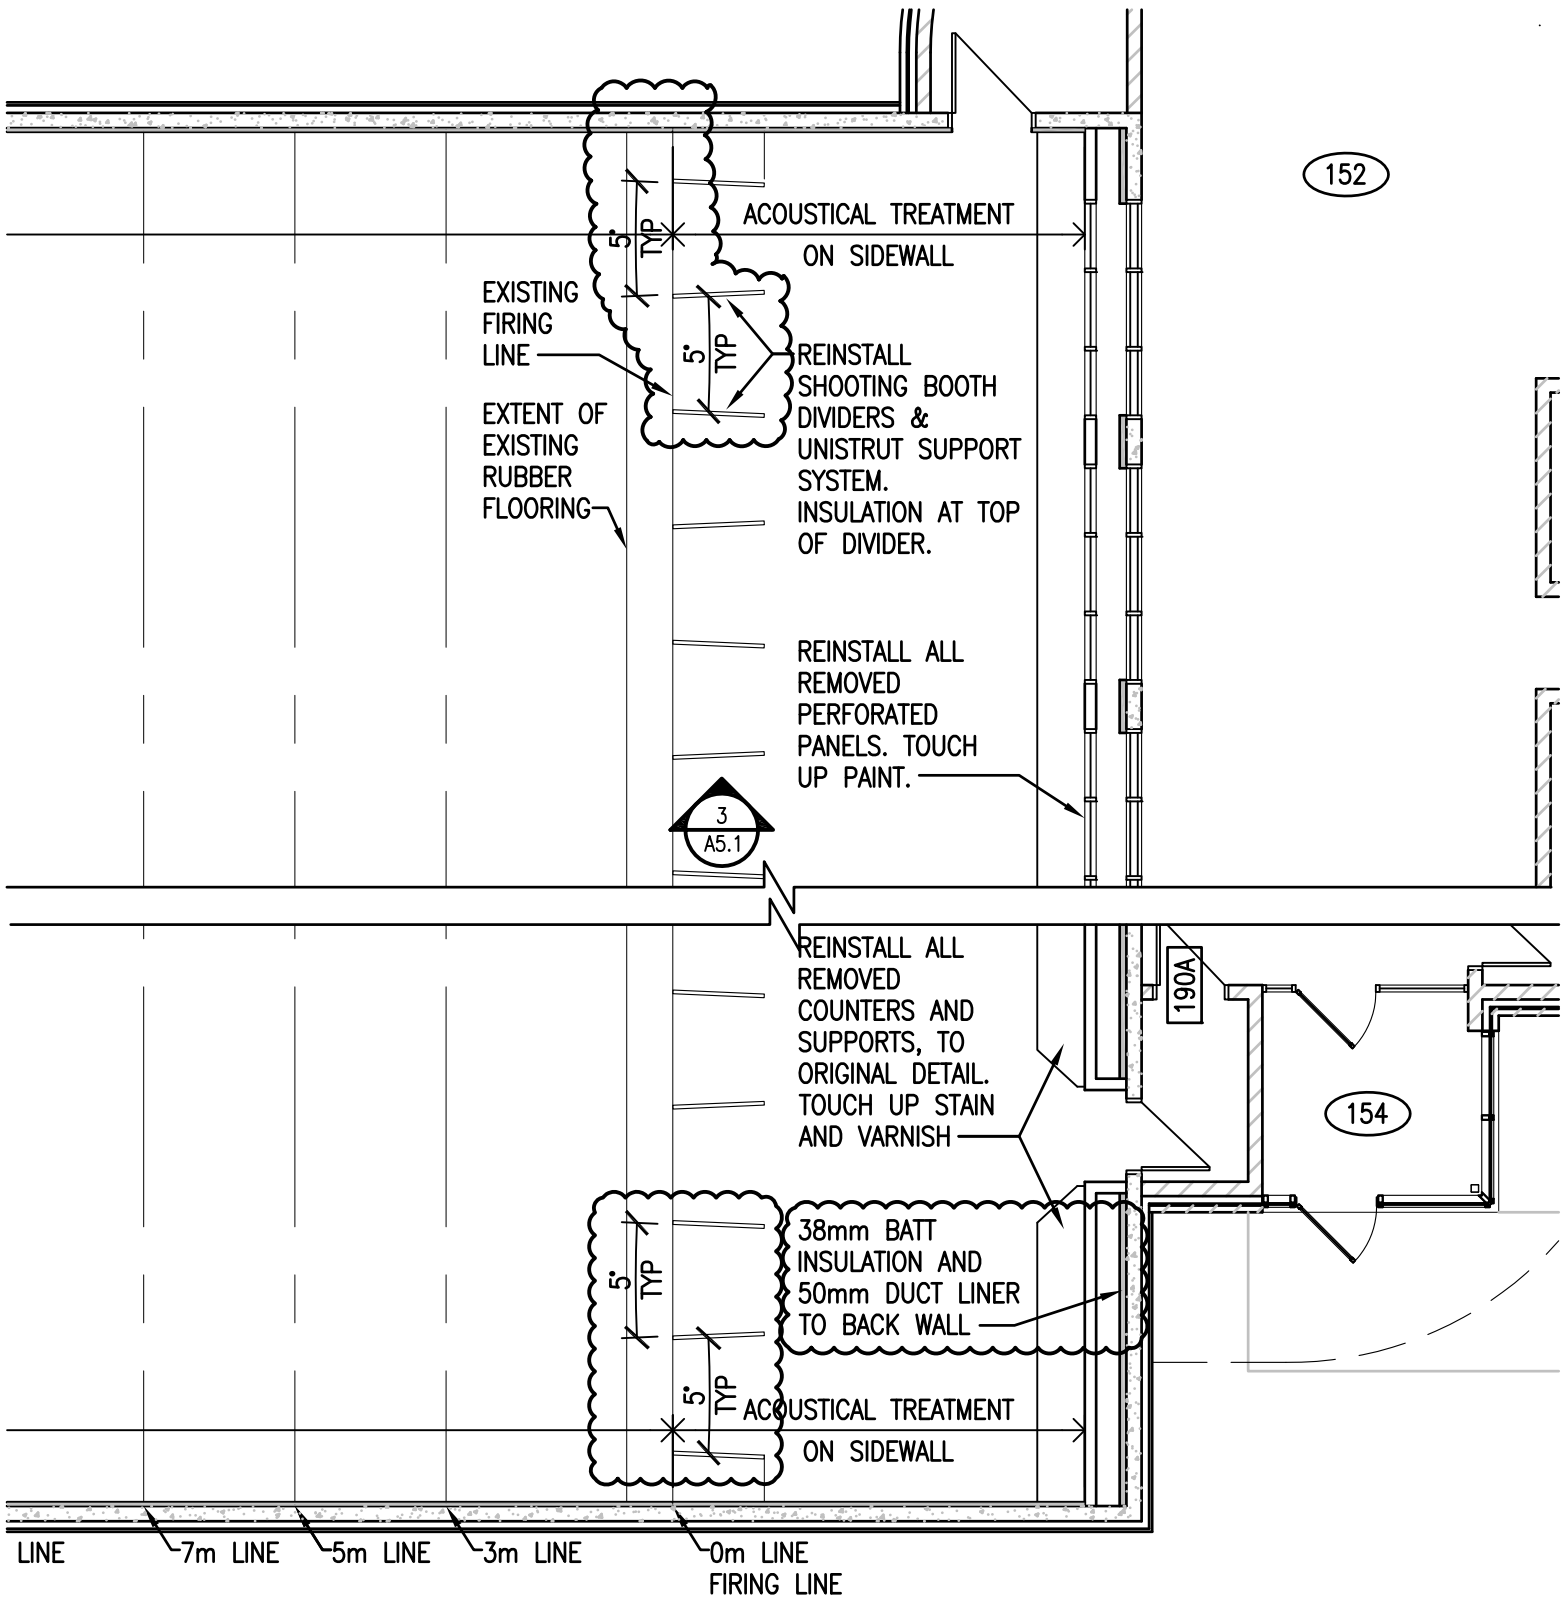 152
ACOUSTICAL TREATMENT
ON SIDEWALL
5°
TYP
EXISTING
FIRING
LINE
5°
TYP
REINSTALL
SHOOTING BOOTH
DIVIDERS &
UNISTRUT SUPPORT
SYSTEM.
INSULATION AT TOP
OF DIVIDER.
EXTENT OF
EXISTING
RUBBER
FLOORING
REINSTALL ALL
REMOVED
PERFORATED
PANELS. TOUCH
UP PAINT.
3
A5.1
REINSTALL ALL
REMOVED
COUNTERS AND
SUPPORTS, TO
ORIGINAL DETAIL.
TOUCH UP STAIN
AND VARNISH
190A
154
38mm BATT
INSULATION AND
50mm DUCT LINER
TO BACK WALL
5°
TYP
5°
TYP
ACOUSTICAL TREATMENT
ON SIDEWALL
LINE
7m LINE
5m LINE
3m LINE
0m LINE
FIRING LINE